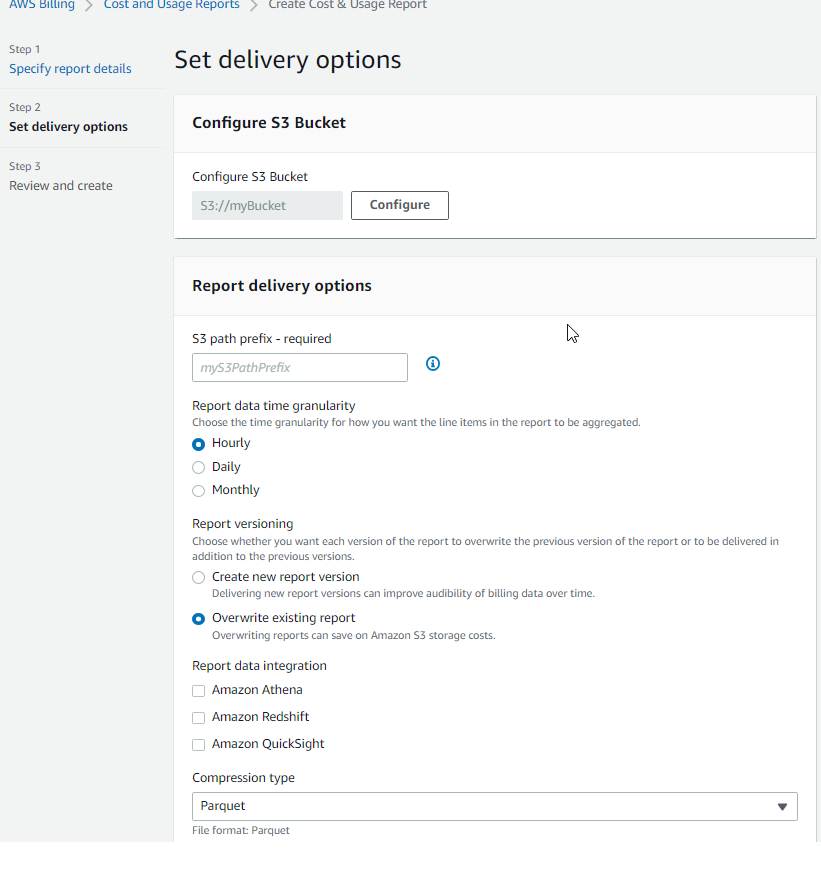 AWS Billing > Cost and Usage Reports > Create Cost & Usage Report
Step 1
Specify report details
Step 2
Set delivery options
Step 3
Review and create
Set delivery options
Configure S3 Bucket
Configure S3 Bucket
S3://myBucket
Configure
Report delivery options
S3 path prefix - required
myS3PathPrefix
Report data time granularity
Choose the time granularity for how you want the line items in the report to be aggregated.
Hourly
Daily
Monthly
Report versioning
Choose whether you want each version of the report to overwrite the previous version of the report or to be delivered in
addition to the previous versions.
Create new report version
Delivering new report versions can improve audibility of billing data over time.
Overwrite existing report
Overwriting reports can save on Amazon S3 storage costs.
Report data integration
Amazon Athena
Amazon Redshift
Amazon QuickSight
Compression type
Parquet
File format: Parquet